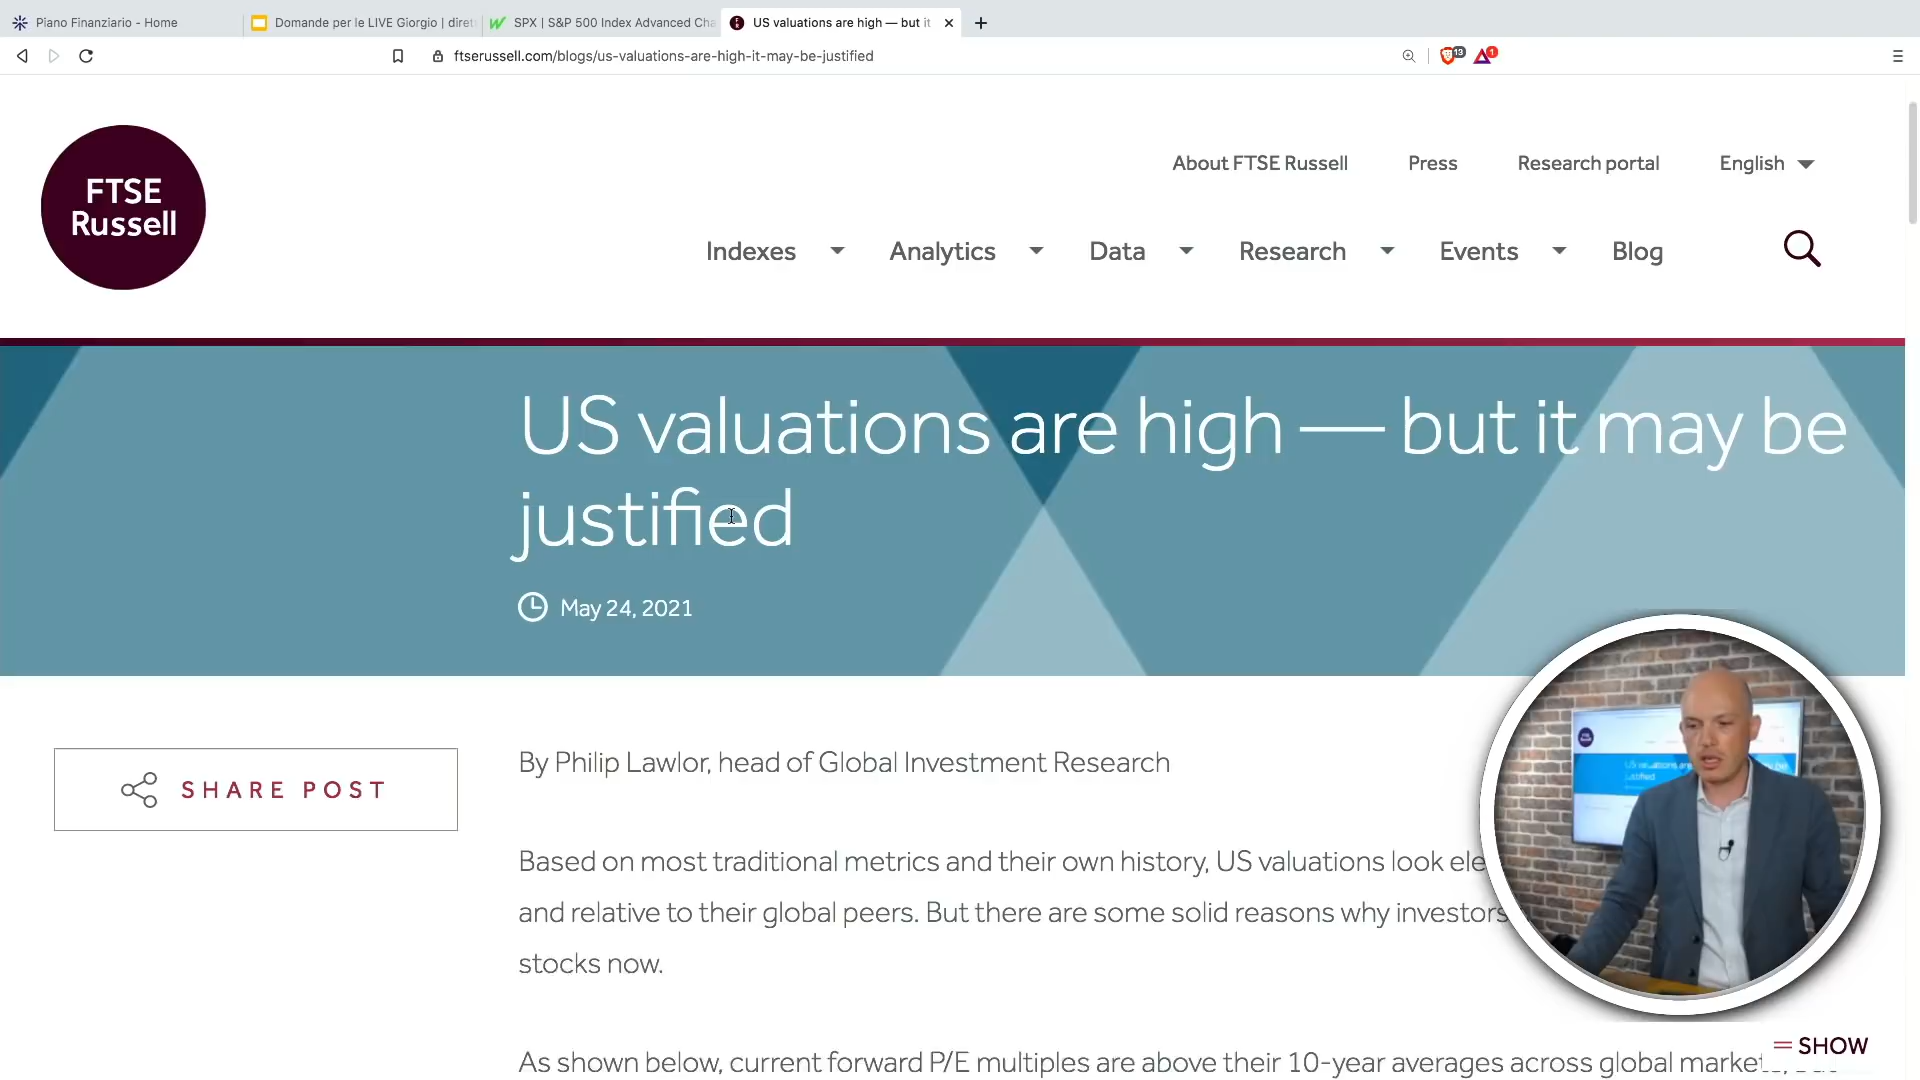 Piano Finanziario - Home
Domande per le LIVE Giorgio | diret
SPX | S&P 500 Index Advanced Cha
US valuations are high — but it
ftserussell.com/blogs/us-valuations-are-high-it-may-be-justified
13
1
FTSE
Russell
About FTSE Russell
Press
Research portal
English
Indexes
Analytics
Data
Research
Events
Blog
US valuations are high — but it may be
justified
May 24, 2021
SHARE POST
By Philip Lawlor, head of Global Investment Research
Based on most traditional metrics and their own history, US valuations look ele
and relative to their global peers. But there are some solid reasons why investors
stocks now.
As shown below, current forward P/E multiples are above their 10-year averages across global market
SHOW